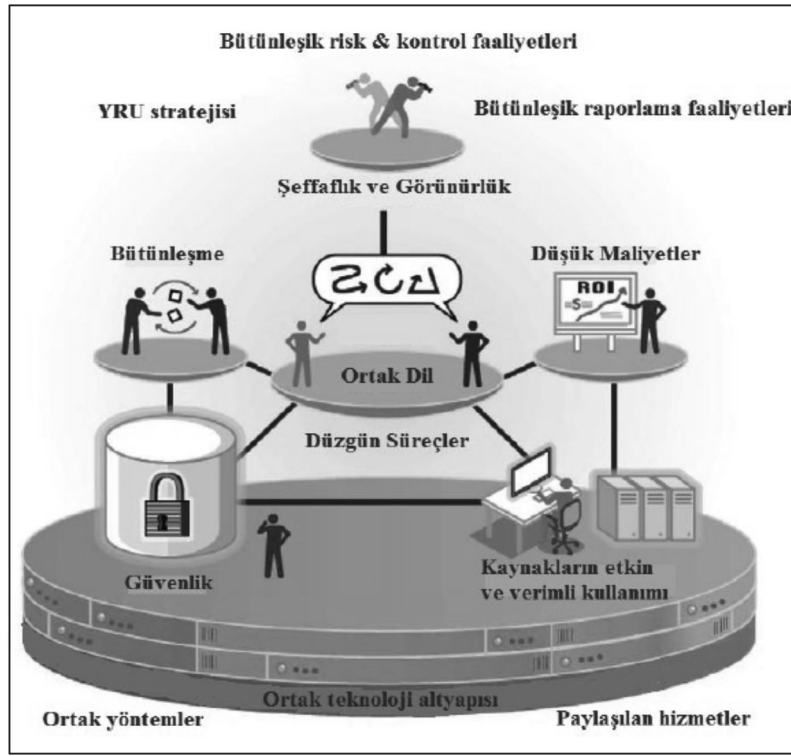 Bütünleşik risk & kontrol faaliyetleri
YRU stratejisi
Bütünleşik raporlama faaliyetleri
Şeffaflık ve Görünürlük
Bütünleşme
Düşük Maliyetler
ROI
$
Ortak Dil
Düzgün Süreçler
Güvenlik
Kaynakların etkin
ve verimli kullanımı
Ortak teknoloji altyapısı
Ortak yöntemler
Paylaşılan hizmetler